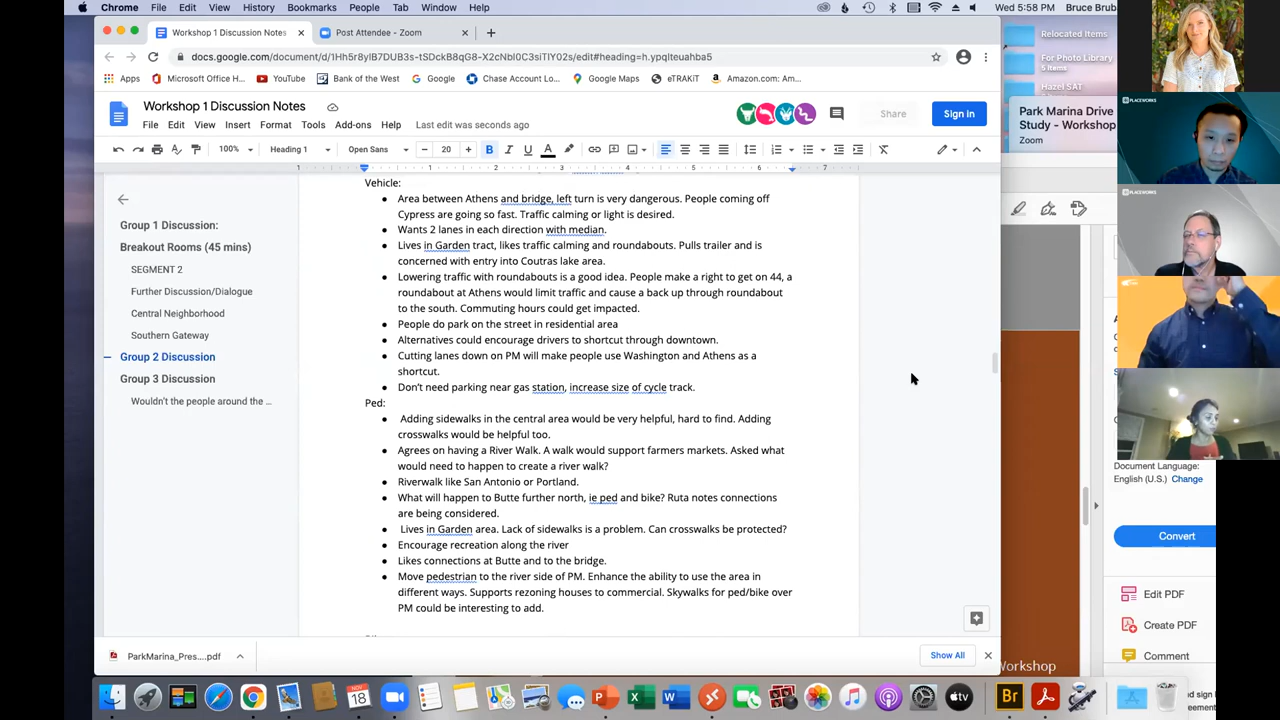 Chrome File Edit View History Bookmarks People Tab Window Help
Wed 5:58 PM Bruce Brub
Workshop 1 Discussion Notes
Post Attendee - Zoom
docs.google.com/document/d/1Hh5r8yIB7DUB3s-tSDckB8qG8-X2cNbI0C3siTIY02s/edit#heading=h.ypqlteuahba5
Apps Microsoft Office H... YouTube Bank of the West Google Chase Account Lo... Google Maps eTRAKiT Amazon.com: Am...
Workshop 1 Discussion Notes
File Edit View Insert Format Tools Add-ons Help Last edit was seconds ago
Share
Sign in
100% Heading 1 Open Sans 20 B I U A
1 1 2 3 4 5 6 7
Group 1 Discussion:
Breakout Rooms (45 mins)
SEGMENT 2
Further Discussion/Dialogue
Central Neighborhood
Southern Gateway
Group 2 Discussion
Group 3 Discussion
Wouldn't the people around the ...
Vehicle:
● Area between Athens and bridge, left turn is very dangerous. People coming off
Cypress are going so fast. Traffic calming or light is desired.
● Wants 2 lanes in each direction with median.
● Lives in Garden tract, likes traffic calming and roundabouts. Pulls trailer and is
concerned with entry into Coutras lake area.
● Lowering traffic with roundabouts is a good idea. People make a right to get on 44, a
roundabout at Athens would limit traffic and cause a back up through roundabout
to the south. Commuting hours could get impacted.
● People do park on the street in residential area
● Alternatives could encourage drivers to shortcut through downtown.
● Cutting lanes down on PM will make people use Washington and Athens as a
shortcut.
● Don't need parking near gas station, increase size of cycle track.
Ped:
● Adding sidewalks in the central area would be very helpful, hard to find. Adding
crosswalks would be helpful too.
● Agrees on having a River Walk. A walk would support farmers markets. Asked what
would need to happen to create a river walk?
● Riverwalk like San Antonio or Portland.
● What will happen to Butte further north, ie ped and bike? Ruta notes connections
are being considered.
● Lives in Garden area. Lack of sidewalks is a problem. Can crosswalks be protected?
● Encourage recreation along the river
● Likes connections at Butte and to the bridge.
● Move pedestrian to the river side of PM. Enhance the ability to use the area in
different ways. Supports rezoning houses to commercial. Skywalks for ped/bike over
PM could be interesting to add.
ParkMarina_Pres....pdf
Show All
Relocated Items
For Photo Library
5 items
Hazel SAT
Park Marina Drive
Study - Workshop
Zoom
PLACEWORKS
PLACEWORKS
Document Language:
English (U.S.) Change
Convert
Edit PDF
Create PDF
Comment
Workshop
NOV
18
tv
Br